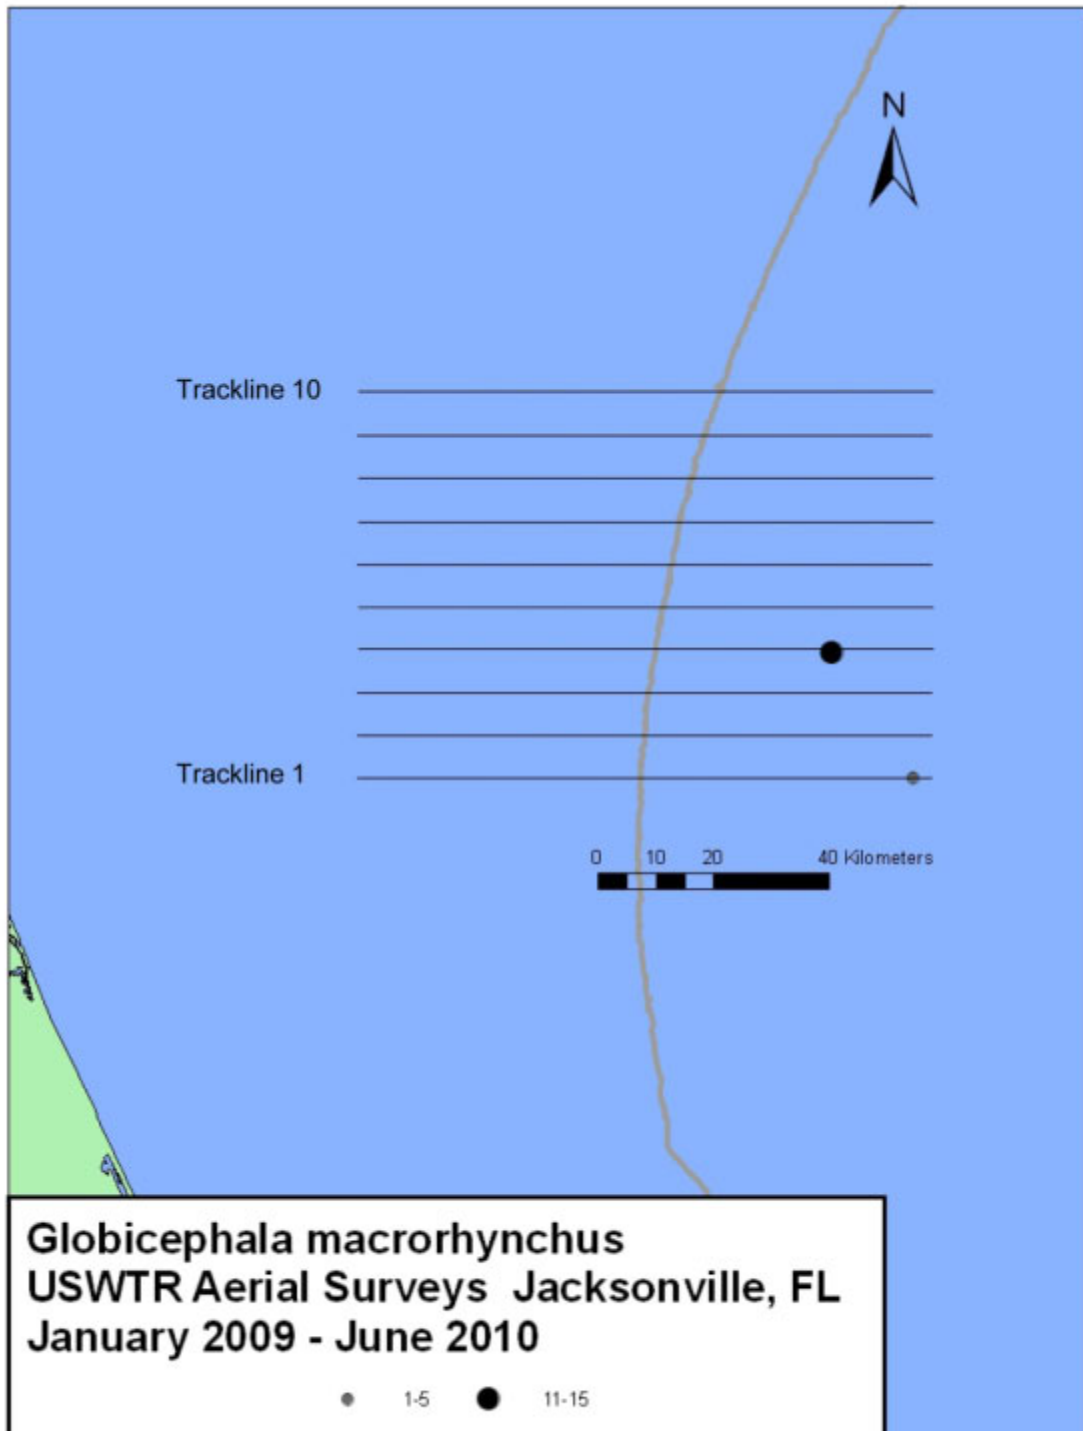 N
Trackline 10
Trackline 1
0 10 20 40 Kilometers
Globicephala macrorhynchus
USWTR Aerial Surveys Jacksonville, FL
January 2009 - June 2010
1-5 11-15